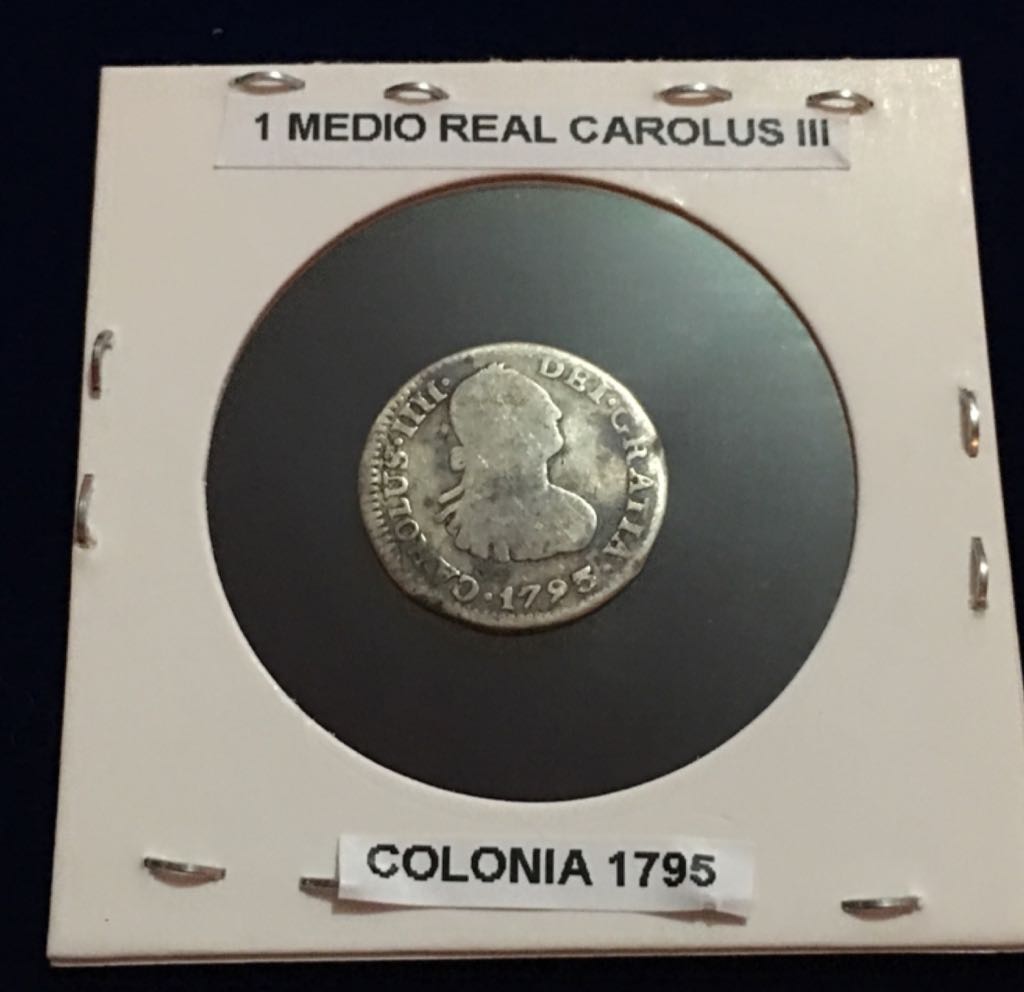 1 MEDIO REAL CAROLUS III
CAROLUS·IIII· DEI·GRATIA·1793
COLONIA 1795